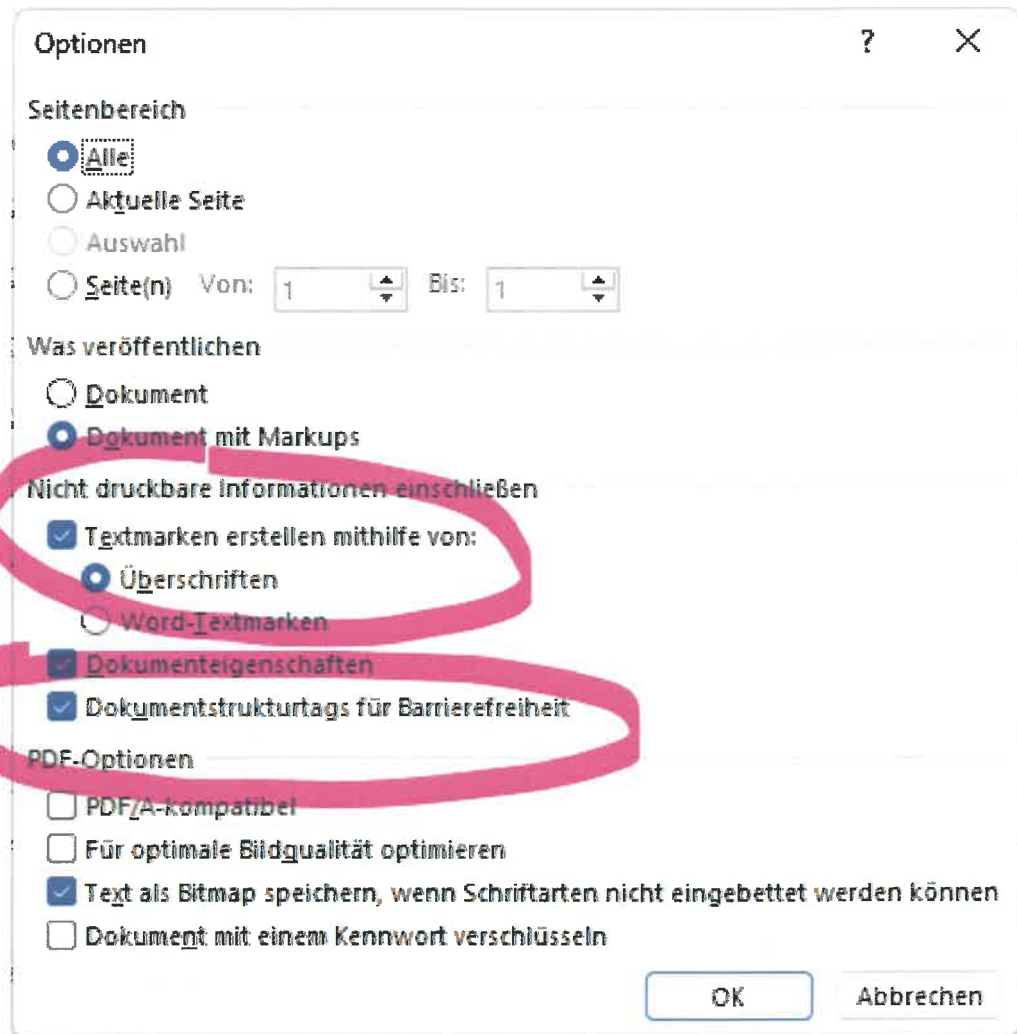 Optionen ?
Seitenbereich
Alle
Aktuelle Seite
Auswahl
Seite(n) Von: 1 Bis: 1
Was veröffentlichen
Dokument
Dokument mit Markups
Nicht druckbare Informationen einschließen
Textmarken erstellen mithilfe von:
Überschriften
Word-Textmarken
Dokumenteigenschaften
Dokumentstrukturtags für Barrierefreiheit
PDF-Optionen
PDF/A-kompatibel
Für optimale Bildqualität optimieren
Text als Bitmap speichern, wenn Schriftarten nicht eingebettet werden können
Dokument mit einem Kennwort verschlüsseln
OK Abbrechen